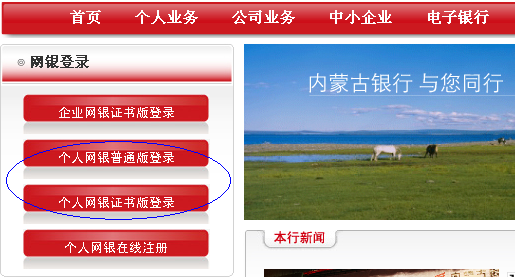 首页 个人业务 公司业务 中小企业 电子银行
网银登录
企业网银证书版登录
个人网银普通版登录
个人网银证书版登录
个人网银在线注册
内蒙古银行 与您同行
本行新闻